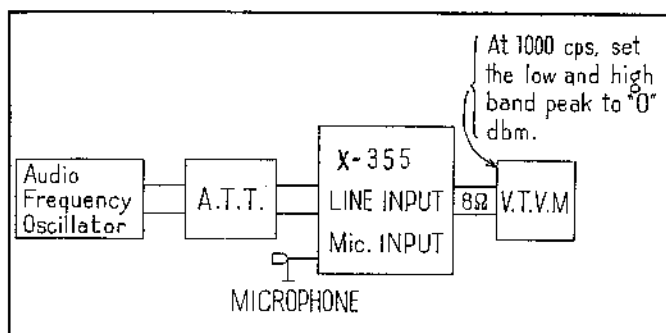 At 1000 cps, set
the low and high
band peak to "0"
dbm.
X-355
Audio
Frequency
Oscillator
A.T.T.
LINE INPUT
8Ω
V.T.V.M
Mic. INPUT
MICROPHONE